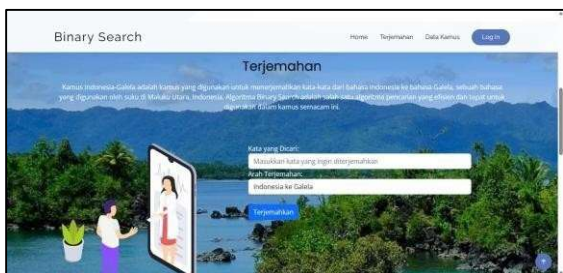 Binary Search
Home Terjemahan Data Kamus Log In
Terjemahan
Kamus Indonesia-Galela adalah kamus yang digunakan untuk menerjemahkan kata-kata dari bahasa Indonesia ke bahasa Galela, sebuah bahasa
yang digunakan oleh suku di Maluku Utara, Indonesia. Algoritma Binary Search adalah salah satu algoritma pencarian yang efisien dan tepat untuk
digunakan dalam kamus semacam ini.
Kata yang Dicari:
Masukkan kata yang ingin diterjemahkan
Arah Terjemahan:
Indonesia ke Galela
Terjemahkan